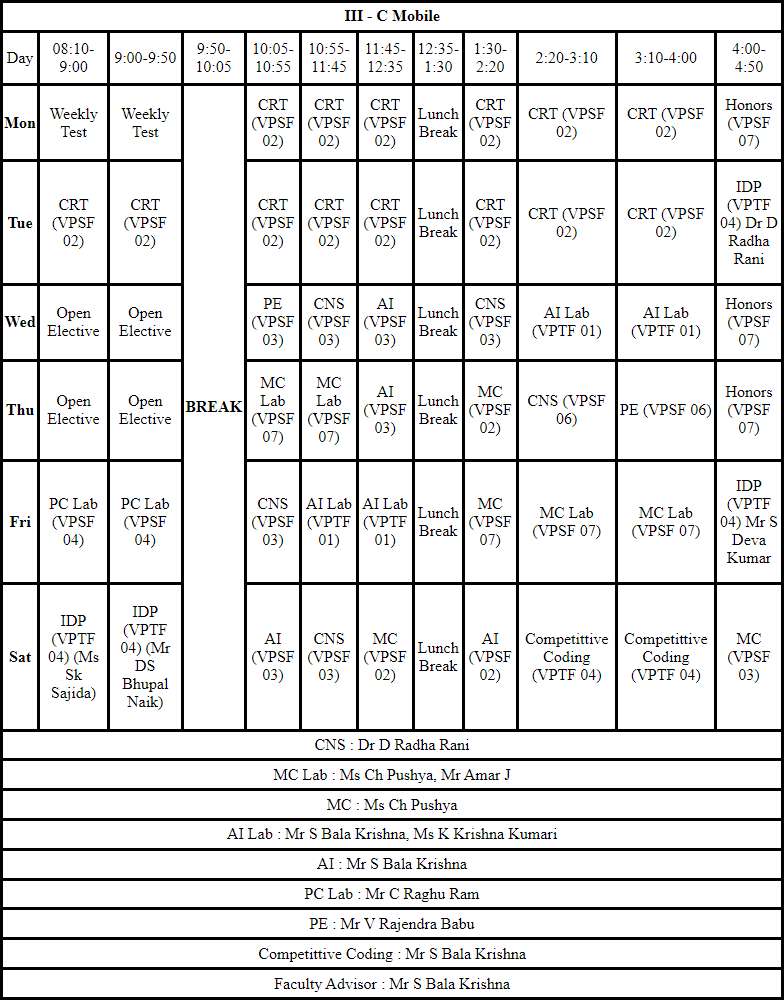 III - C Mobile
Day 08:10-9:00 9:00-9:50 9:50-10:05 10:05-10:55 10:55-11:45 11:45-12:35 12:35-1:30 1:30-2:20 2:20-3:10 3:10-4:00 4:00-4:50
Mon Weekly Test Weekly Test CRT (VPSF 02) CRT (VPSF 02) CRT (VPSF 02) Lunch Break CRT (VPSF 02) CRT (VPSF 02) CRT (VPSF 02) Honors (VPSF 07)
Tue CRT (VPSF 02) CRT (VPSF 02) CRT (VPSF 02) CRT (VPSF 02) CRT (VPSF 02) Lunch Break CRT (VPSF 02) CRT (VPSF 02) CRT (VPSF 02) IDP (VPTF 04) Dr D Radha Rani
Wed Open Elective Open Elective PE (VPSF 03) CNS (VPSF 03) AI (VPSF 03) Lunch Break CNS (VPSF 03) AI Lab (VPTF 01) AI Lab (VPTF 01) Honors (VPSF 07)
Thu Open Elective Open Elective BREAK MC Lab (VPSF 07) MC Lab (VPSF 07) AI (VPSF 03) Lunch Break MC (VPSF 02) CNS (VPSF 06) PE (VPSF 06) Honors (VPSF 07)
Fri PC Lab (VPSF 04) PC Lab (VPSF 04) CNS (VPSF 03) AI Lab (VPTF 01) AI Lab (VPTF 01) Lunch Break MC (VPSF 07) MC Lab (VPSF 07) MC Lab (VPSF 07) IDP (VPTF 04) Mr S Deva Kumar
Sat IDP (VPTF 04) (Ms Sk Sajida) IDP (VPTF 04) (Mr DS Bhupal Naik) AI (VPSF 03) CNS (VPSF 03) MC (VPSF 02) Lunch Break AI (VPSF 02) Competittive Coding (VPTF 04) Competittive Coding (VPTF 04) MC (VPSF 03)
CNS : Dr D Radha Rani
MC Lab : Ms Ch Pushya, Mr Amar J
MC : Ms Ch Pushya
AI Lab : Mr S Bala Krishna, Ms K Krishna Kumari
AI : Mr S Bala Krishna
PC Lab : Mr C Raghu Ram
PE : Mr V Rajendra Babu
Competittive Coding : Mr S Bala Krishna
Faculty Advisor : Mr S Bala Krishna